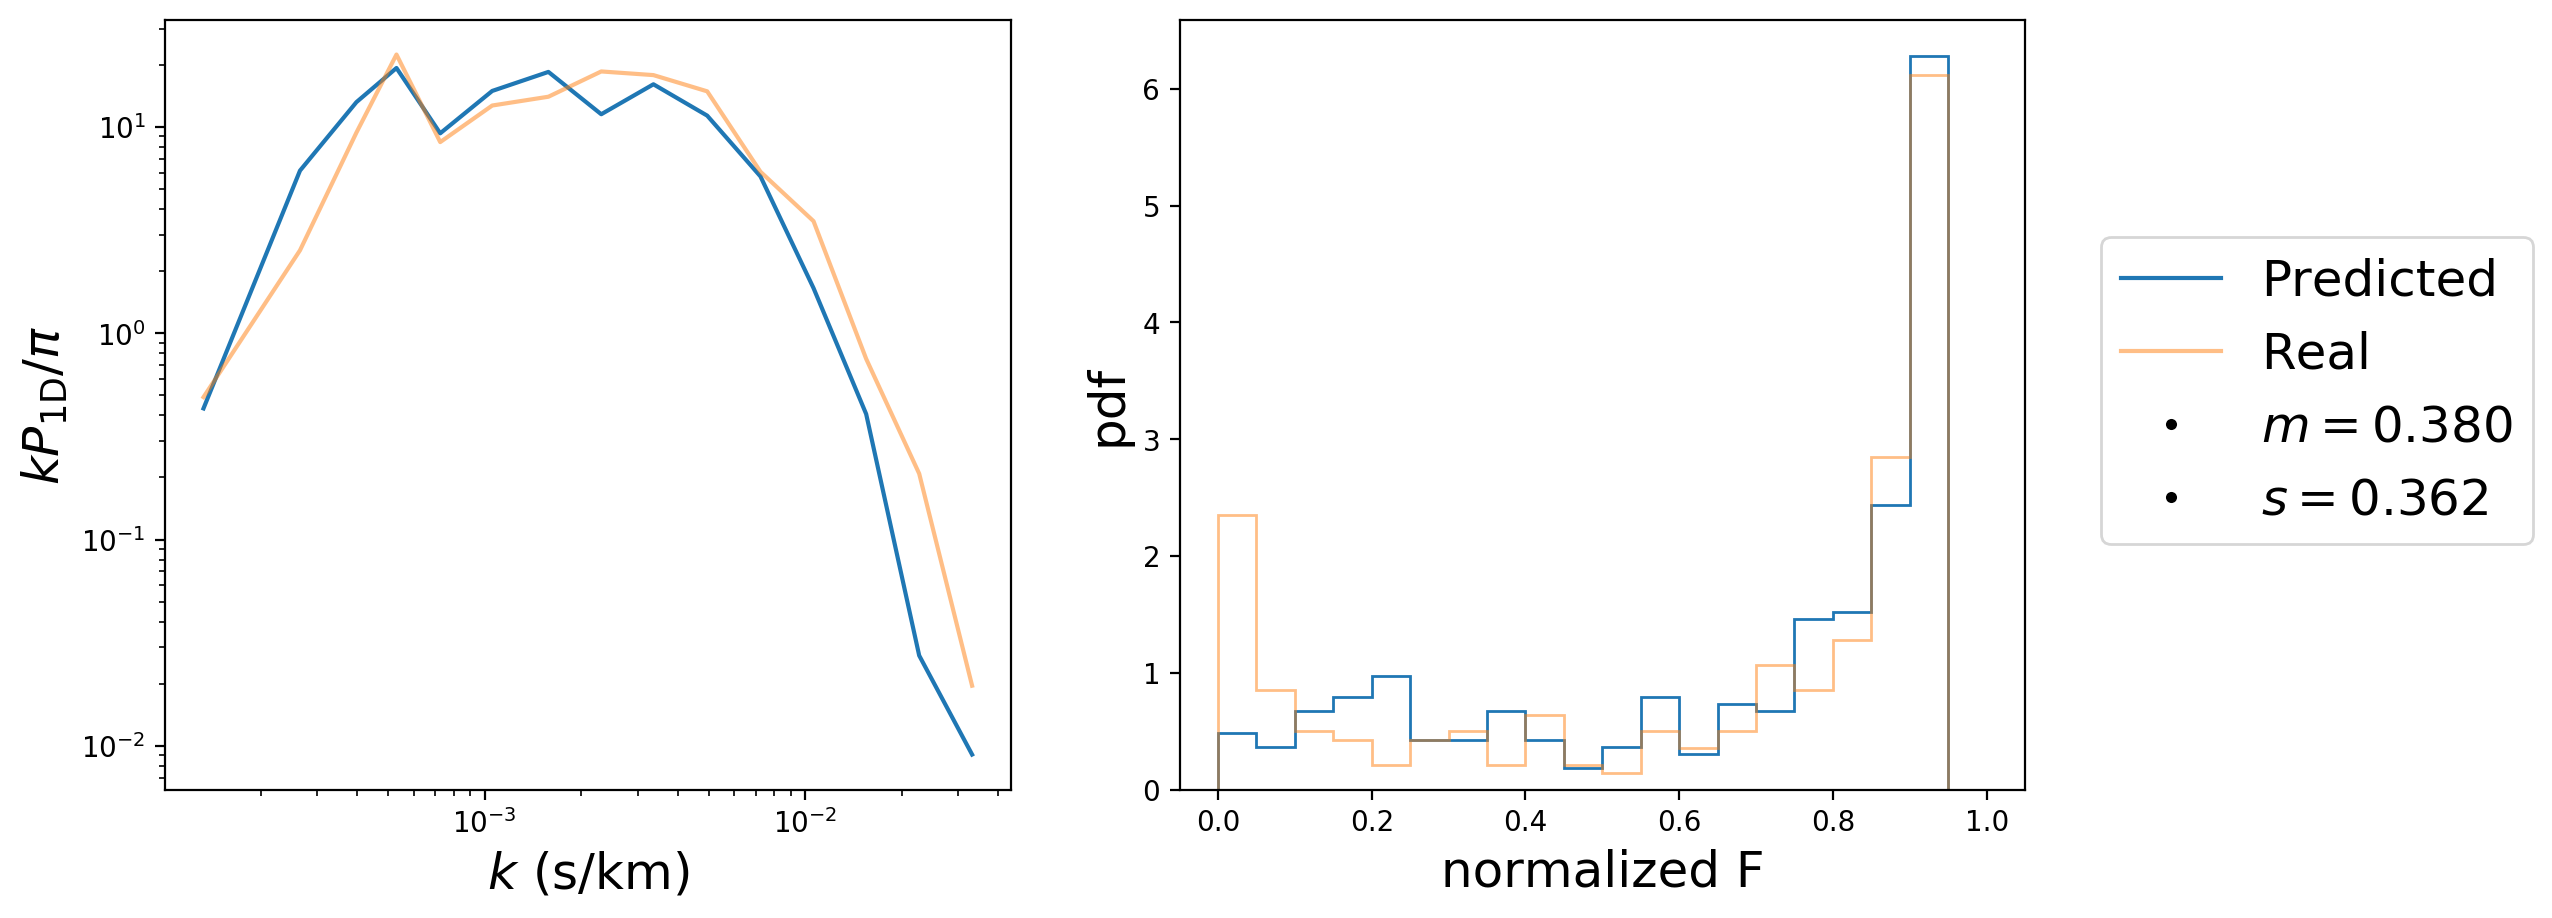 10¹
10⁰
10⁻¹
10⁻²
kP₁D/π
10⁻³
10⁻²
k (s/km)
6
5
4
3
2
1
0
pdf
0.0
0.2
0.4
0.6
0.8
1.0
normalized F
Predicted
Real
m = 0.380
s = 0.362